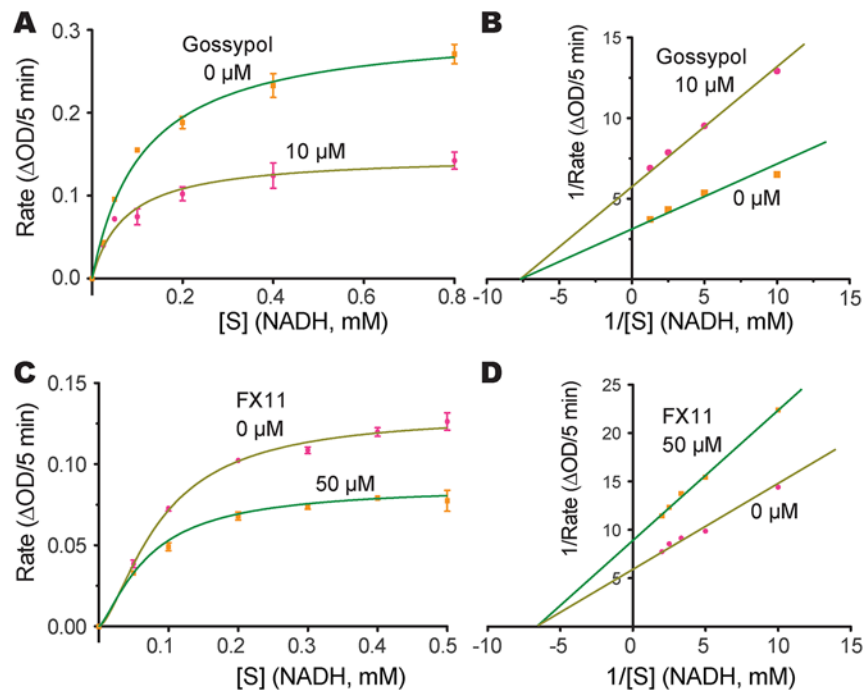 A
Rate (ΔOD/5 min)
0.3
0.2
0.1
0.0
Gossypol
0 µM
10 µM
0.2 0.4 0.6 0.8
[S] (NADH, mM)
B
1/Rate (ΔOD/5 min)
15
10
5
Gossypol
10 µM
0 µM
-10 -5 0 5 10 15
1/[S] (NADH, mM)
C
Rate (ΔOD/5 min)
0.15
0.10
0.05
0.00
FX11
0 µM
50 µM
0.1 0.2 0.3 0.4 0.5
[S] (NADH, mM)
D
1/Rate (ΔOD/5 min)
25
20
15
10
5
FX11
50 µM
0 µM
-10 -5 0 5 10 15
1/[S] (NADH, mM)